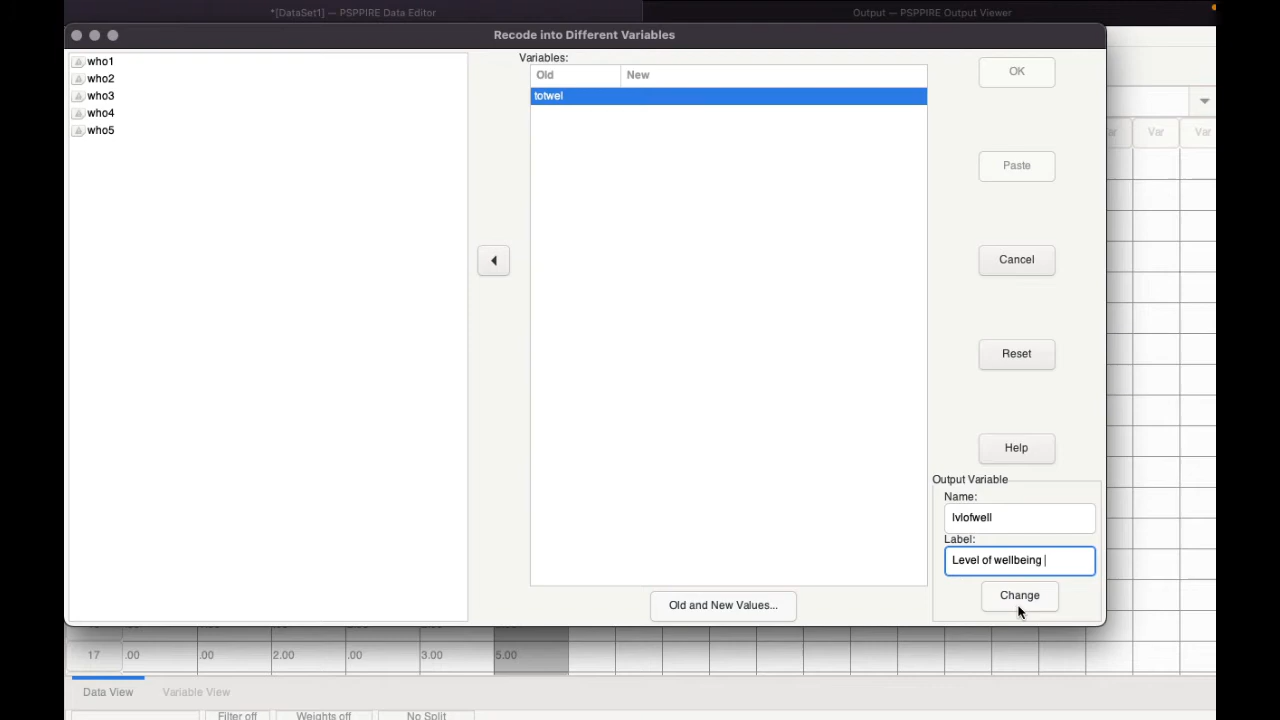 *[DataSet1] — PSPPIRE Data Editor
Output — PSPPIRE Output Viewer
Recode into Different Variables
who1
who2
who3
who4
who5
Variables:
Old New
totwel
OK
Paste
Cancel
Reset
Help
Output Variable
Name:
lvlofwell
Label:
Level of wellbeing
Change
Old and New Values...
Var Var
17 .00 .00 2.00 .00 3.00 5.00
Data View Variable View
Filter off Weights off No Split